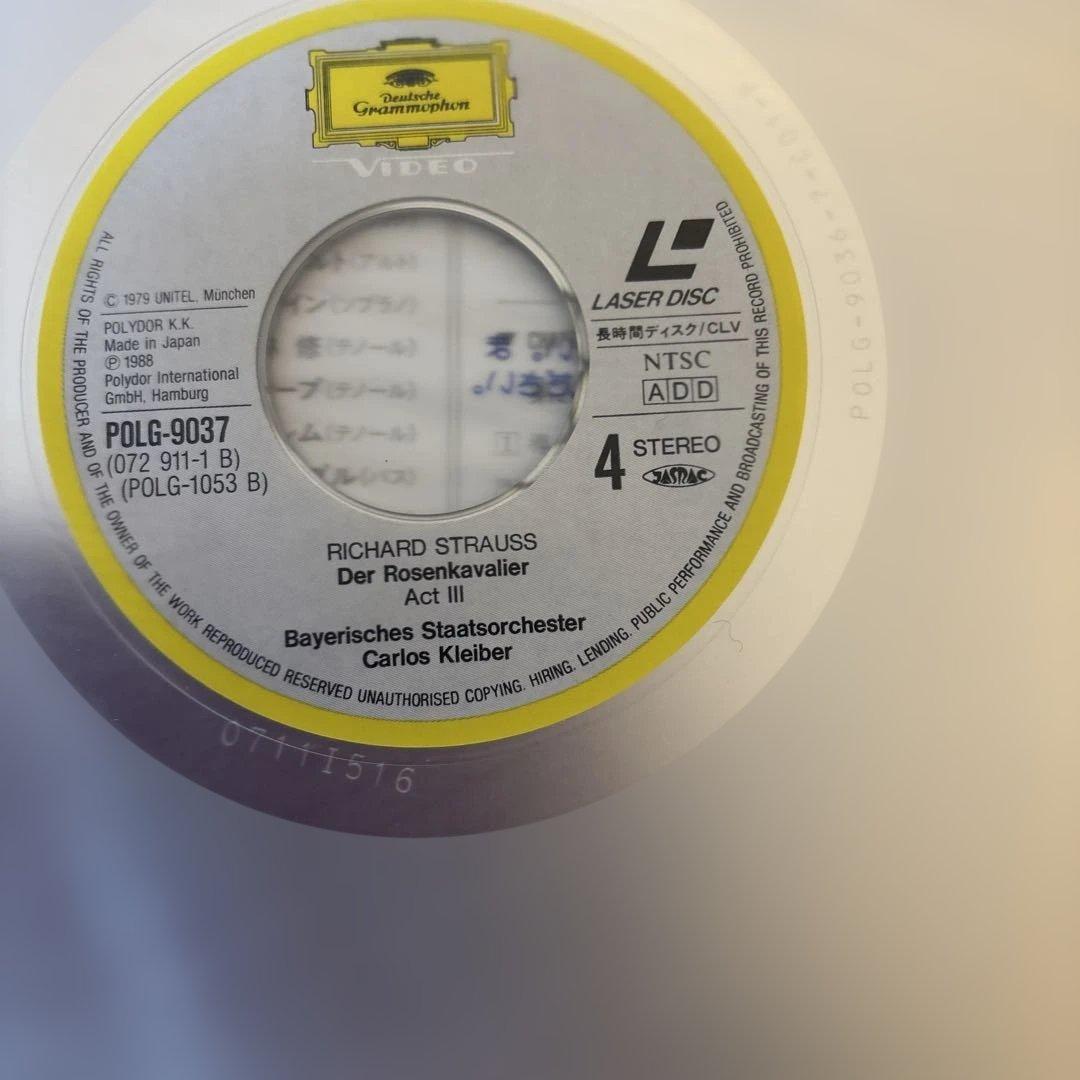 Deutsche
Grammophon
VIDEO
© 1979 UNITEL, München
POLYDOR K.K.
Made in Japan
℗ 1988
Polydor International
GmbH, Hamburg
POLG-9037
(072 911-1 B)
(POLG-1053 B)
LASER DISC
長時間ディスク/CLV
NTSC
ADD
4 STEREO
JASRAC
RICHARD STRAUSS
Der Rosenkavalier
Act III
Bayerisches Staatsorchester
Carlos Kleiber
ALL RIGHTS OF THE PRODUCER AND OF THE OWNER OF THE WORK REPRODUCED RESERVED UNAUTHORISED COPYING. HIRING. LENDING. PUBLIC PERFORMANCE AND BROADCASTING OF THIS RECORD PROHIBITED
0711I516
POLG-9036